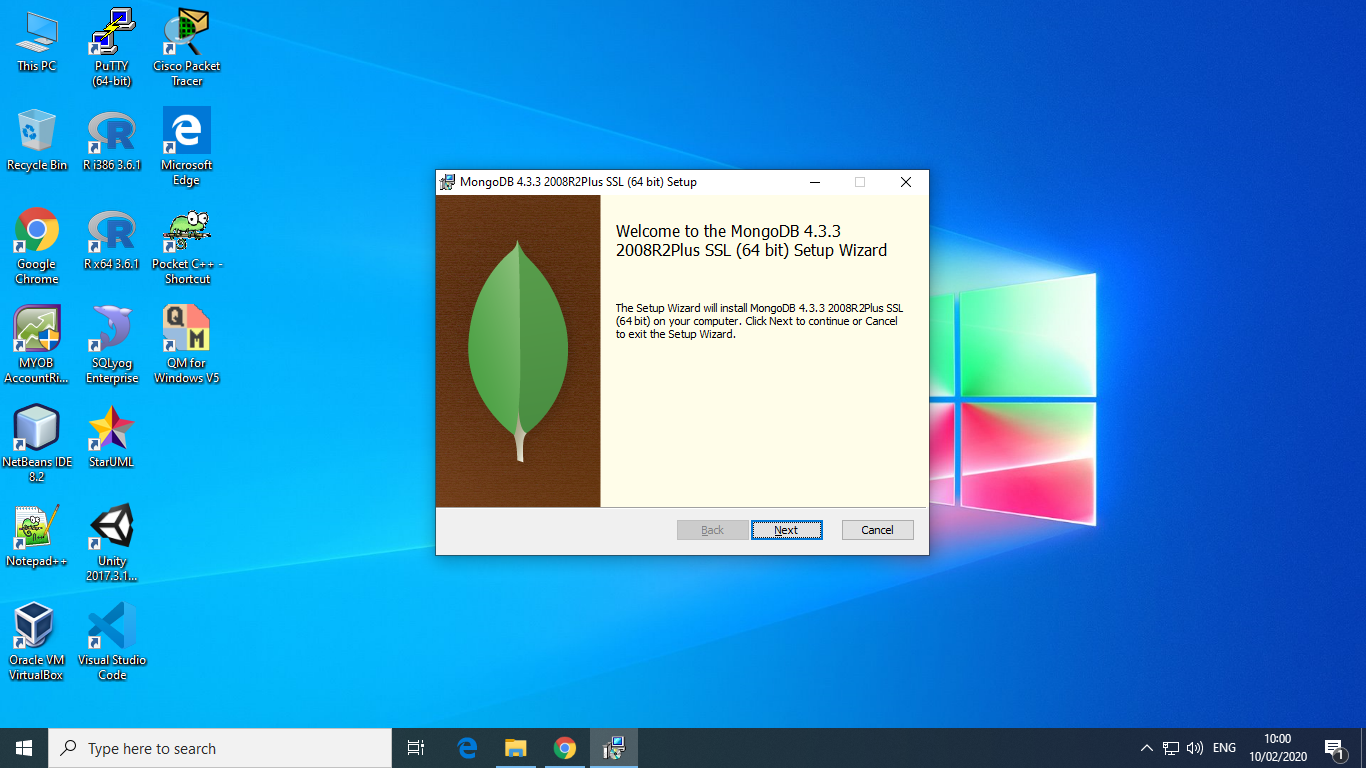 This PC
PuTTY
(64-bit)
Cisco Packet
Tracer
Recycle Bin
R i386 3.6.1
Microsoft
Edge
Google
Chrome
R x64 3.6.1
Pocket C++ -
Shortcut
MYOB
AccountRi...
SQLyog
Enterprise
QM for
Windows V5
NetBeans IDE
8.2
StarUML
Notepad++
Unity
2017.3.1...
Oracle VM
VirtualBox
Visual Studio
Code
MongoDB 4.3.3 2008R2Plus SSL (64 bit) Setup
Welcome to the MongoDB 4.3.3
2008R2Plus SSL (64 bit) Setup Wizard
The Setup Wizard will install MongoDB 4.3.3 2008R2Plus SSL
(64 bit) on your computer. Click Next to continue or Cancel
to exit the Setup Wizard.
Back
Next
Cancel
Type here to search
ENG
10:00
10/02/2020
1